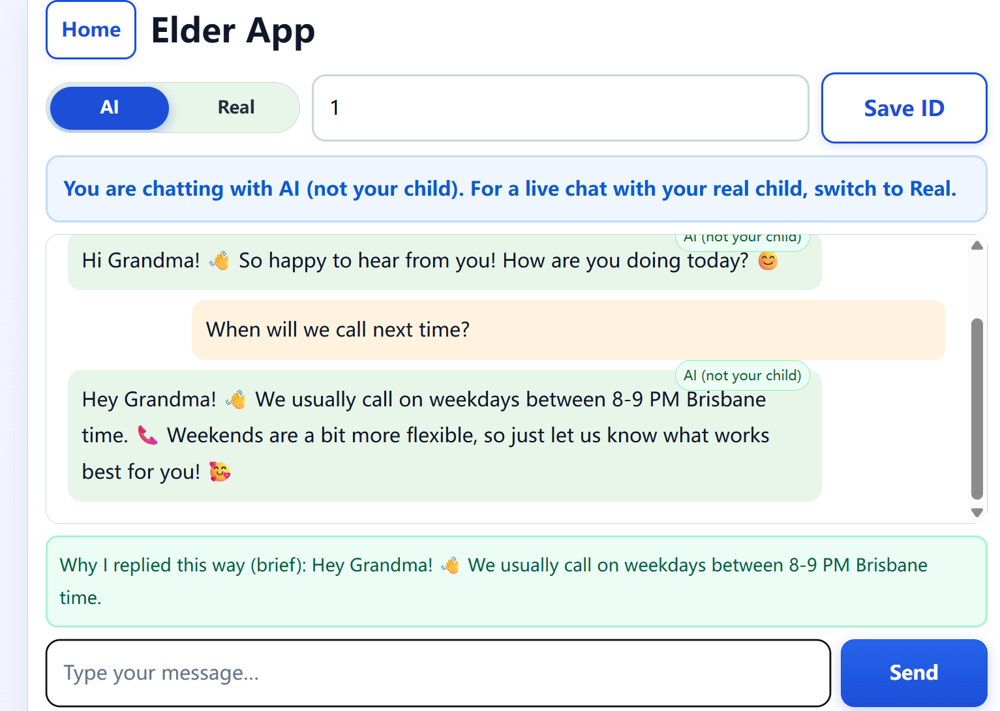 Home
Elder App
AI
Real
1
Save ID
You are chatting with AI (not your child). For a live chat with your real child, switch to Real.
AI (not your child)
Hi Grandma! 👋 So happy to hear from you! How are you doing today? 😊
When will we call next time?
AI (not your child)
Hey Grandma! 👋 We usually call on weekdays between 8-9 PM Brisbane
time. 📞 Weekends are a bit more flexible, so just let us know what works
best for you! 🥰
Why I replied this way (brief): Hey Grandma! 👋 We usually call on weekdays between 8-9 PM Brisbane
time.
Type your message...
Send